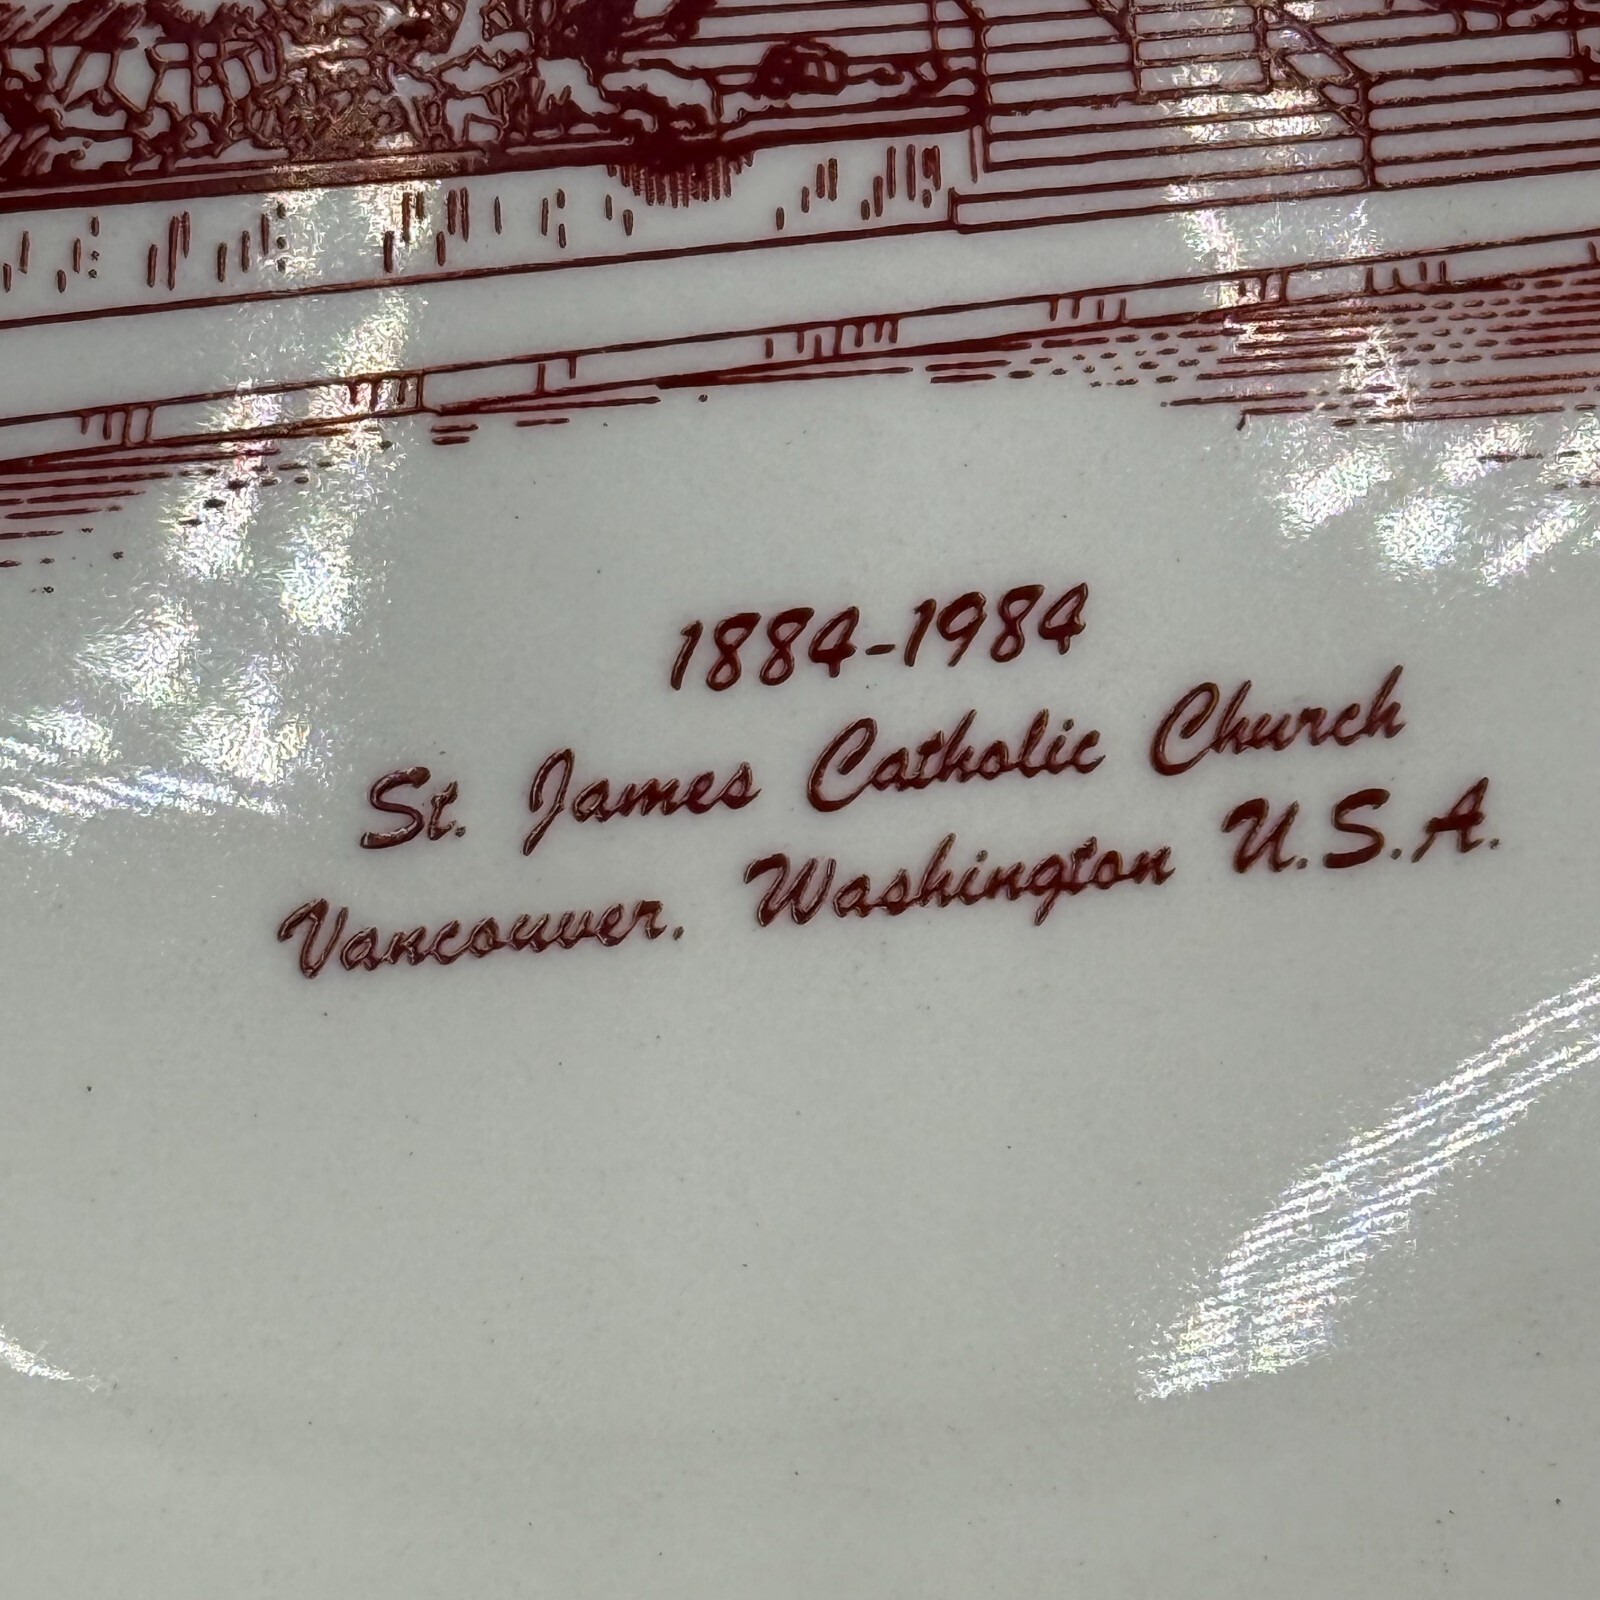 1884-1984
St. James Catholic Church
Vancouver, Washington U.S.A.